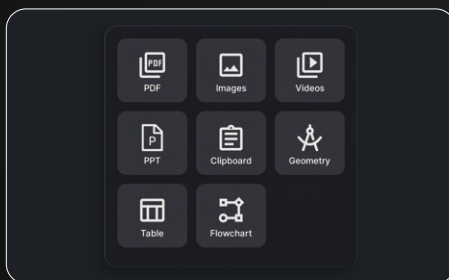 PDF
PDF
Images
Videos
P
PPT
Clipboard
Geometry
Table
Flowchart